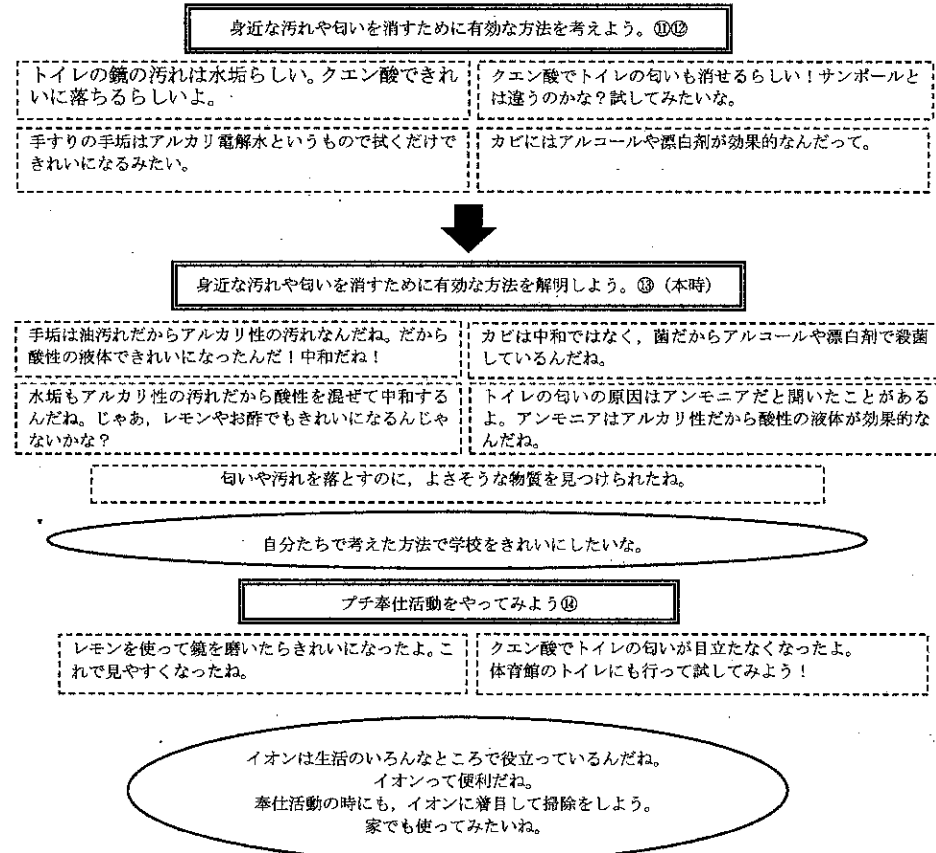 身近な汚れや匂いを消すために有効な方法を考えよう。⑪⑫
トイレの鏡の汚れは水垢らしい。クエン酸できれ
いに落ちるらしいよ。
クエン酸でトイレの匂いも消せるらしい！サンポールと
は違うのかな？試してみたいな。
手すりの手垢はアルカリ電解水というもので拭くだけで
きれいになるみたい。
カビにはアルコールや漂白剤が効果的なんだって。
身近な汚れや匂いを消すために有効な方法を解明しよう。⑬（本時）
手垢は油汚れだからアルカリ性の汚れなんだね。だから
酸性の液体できれいになったんだ！中和だね！
カビは中和ではなく，菌だからアルコールや漂白剤で殺菌
しているんだね。
水垢もアルカリ性の汚れだから酸性を混ぜて中和する
んだね。じゃあ，レモンやお酢でもきれいになるんじゃ
ないかな？
トイレの匂いの原因はアンモニアだと聞いたことがある
よ。アンモニアはアルカリ性だから酸性の液体が効果的な
んだね。
匂いや汚れを落とすのに，よさそうな物質を見つけられたね。
自分たちで考えた方法で学校をきれいにしたいな。
プチ奉仕活動をやってみよう⑭
レモンを使って鏡を磨いたらきれいになったよ。こ
れで見やすくなったね。
クエン酸でトイレの匂いが目立たなくなったよ。
体育館のトイレにも行って試してみよう！
イオンは生活のいろんなところで役立っているんだね。
イオンって便利だね。
奉仕活動の時にも，イオンに着目して掃除をしよう。
家でも使ってみたいね。